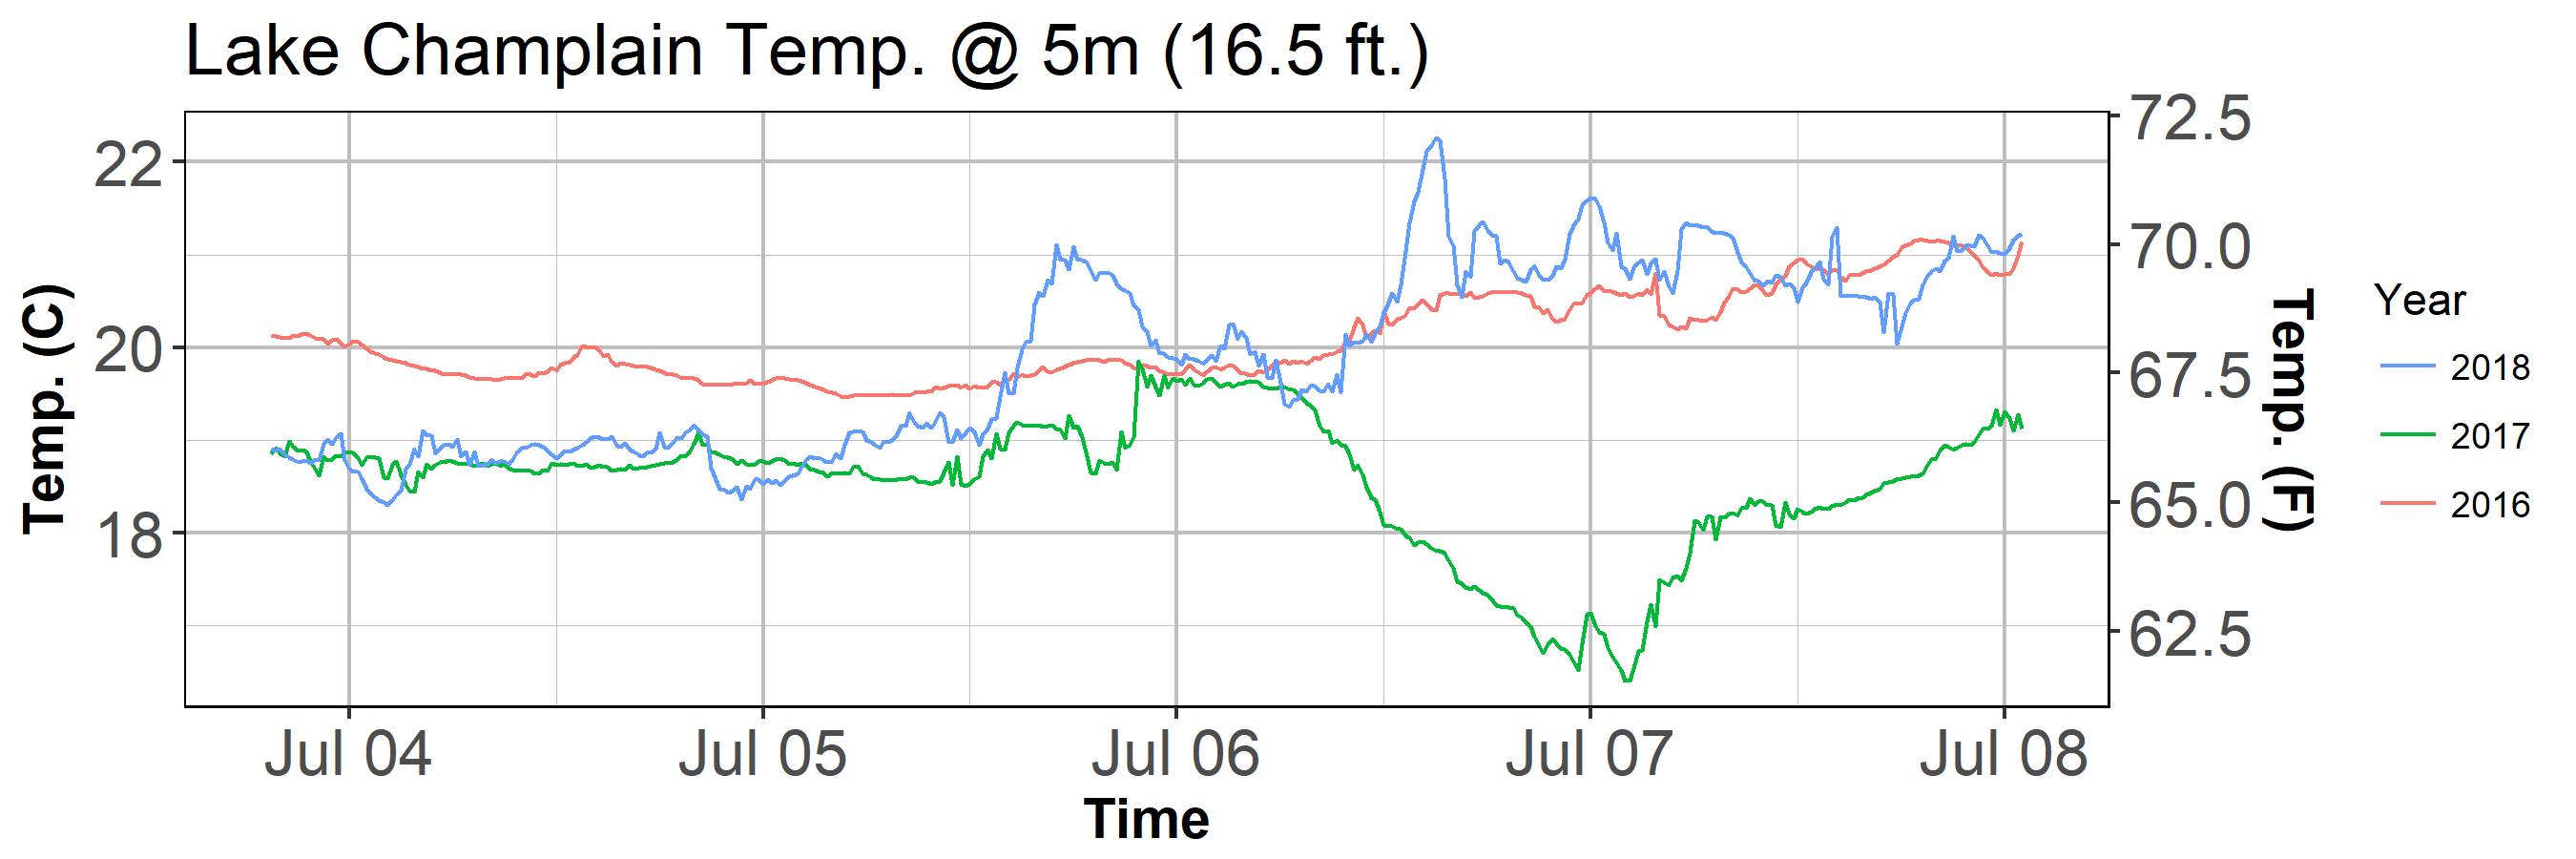 Lake Champlain Temp. @ 5m (16.5 ft.)
22
20
18
Temp. (C)
72.5
70.0
67.5
65.0
62.5
Temp. (F)
Jul 04
Jul 05
Jul 06
Jul 07
Jul 08
Time
Year
2018
2017
2016